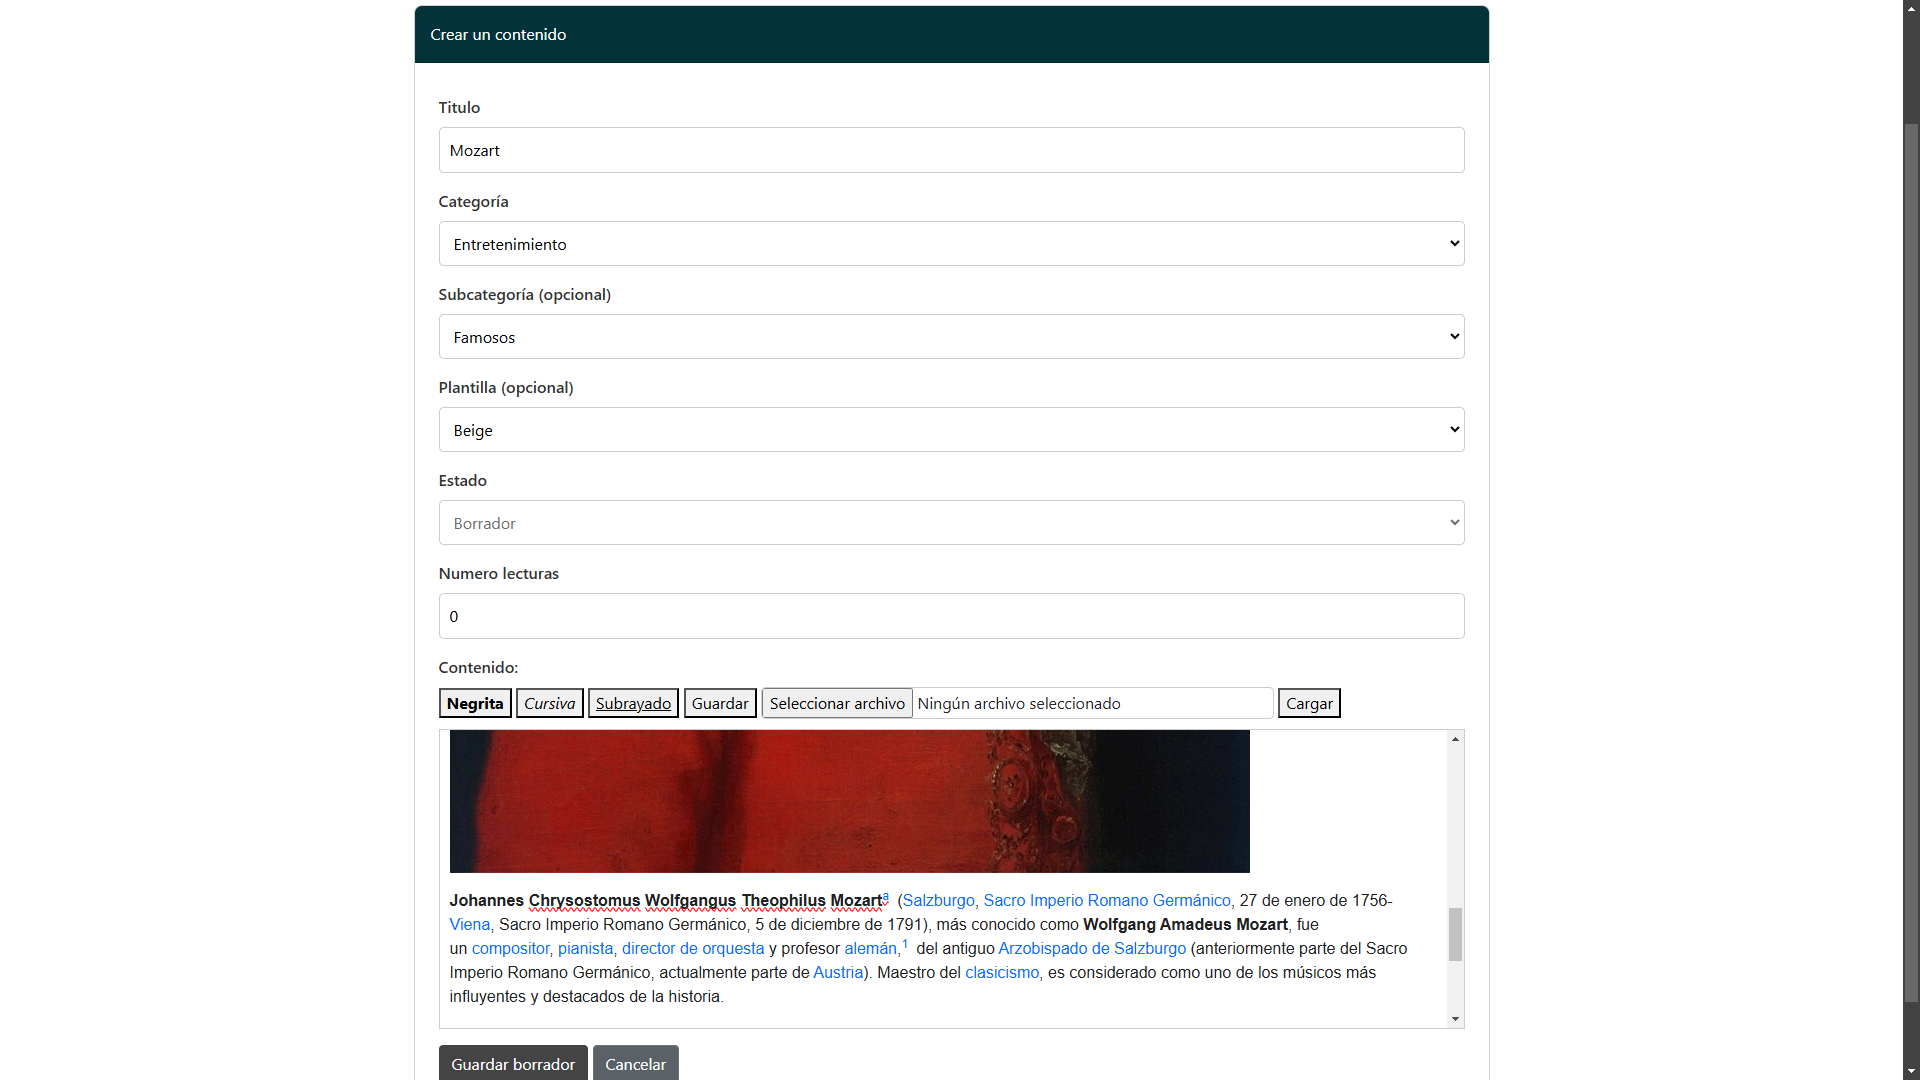 Crear un contenido
Titulo
Mozart
Categoría
Entretenimiento
Subcategoría (opcional)
Famosos
Plantilla (opcional)
Beige
Estado
Borrador
Numero lecturas
0
Contenido:
Negrita Cursiva Subrayado Guardar Seleccionar archivo Ningún archivo seleccionado Cargar
Johannes Chrysostomus Wolfgangus Theophilus Mozartª (Salzburgo, Sacro Imperio Romano Germánico, 27 de enero de 1756-
Viena, Sacro Imperio Romano Germánico, 5 de diciembre de 1791), más conocido como Wolfgang Amadeus Mozart, fue
un compositor, pianista, director de orquesta y profesor alemán,¹ del antiguo Arzobispado de Salzburgo (anteriormente parte del Sacro
Imperio Romano Germánico, actualmente parte de Austria). Maestro del clasicismo, es considerado como uno de los músicos más
influyentes y destacados de la historia.
Guardar borrador Cancelar